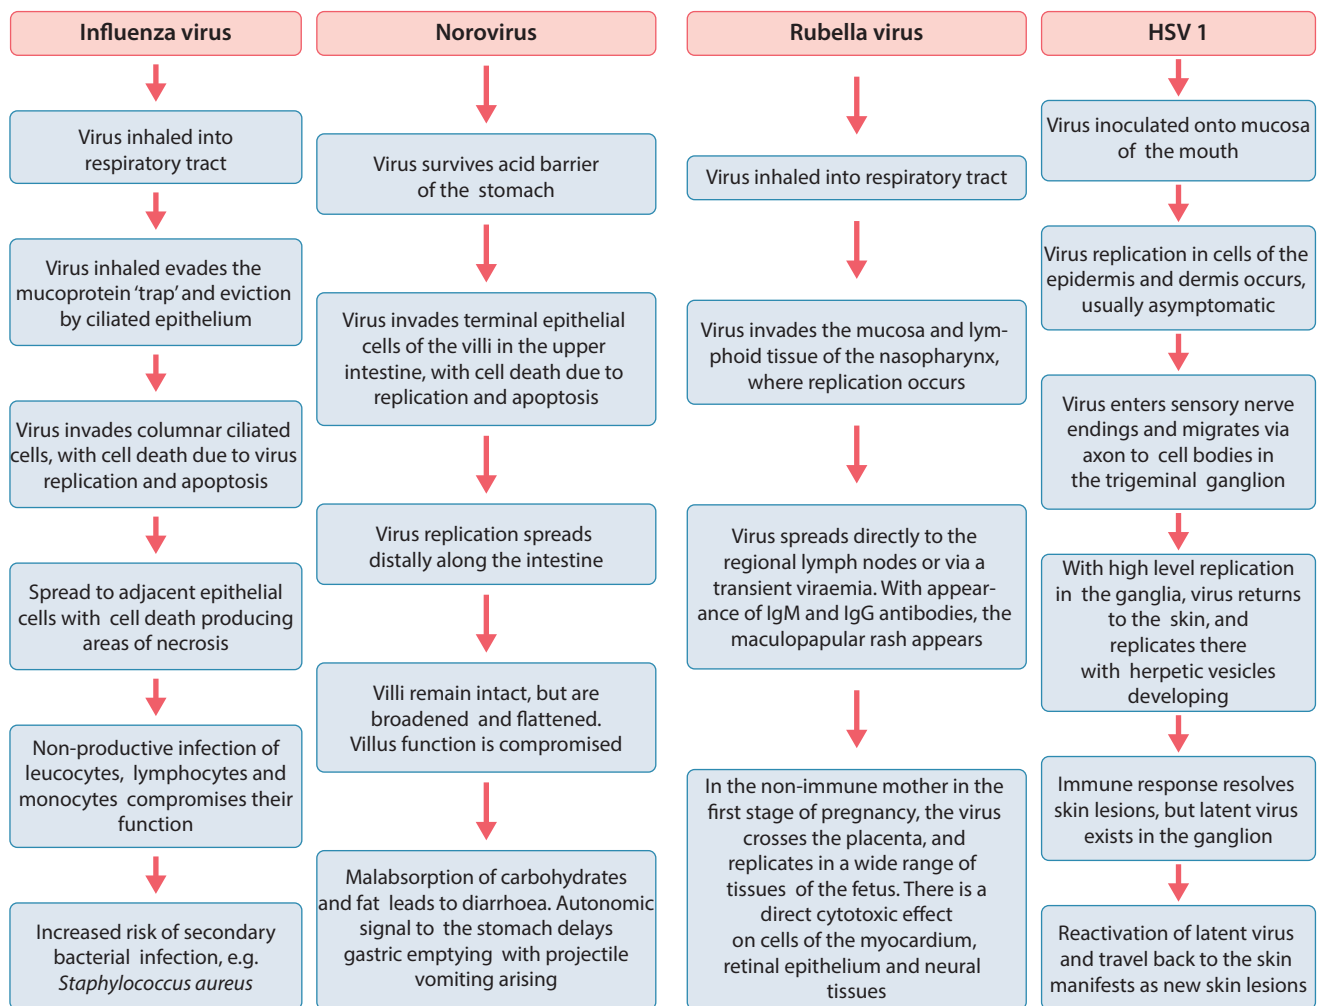 Influenza virus
Virus inhaled into
respiratory tract
Virus inhaled evades the
mucoprotein ‘trap’ and eviction
by ciliated epithelium
Virus invades columnar ciliated
cells, with cell death due to virus
replication and apoptosis
Spread to adjacent epithelial
cells with cell death producing
areas of necrosis
Non-productive infection of
leucocytes, lymphocytes and
monocytes compromises their
function
Increased risk of secondary
bacterial infection, e.g.
Staphylococcus aureus
Norovirus
Virus survives acid barrier
of the stomach
Virus invades terminal epithelial
cells of the villi in the upper
intestine, with cell death due to
replication and apoptosis
Virus replication spreads
distally along the intestine
Villi remain intact, but are
broadened and flattened.
Villus function is compromised
Malabsorption of carbohydrates
and fat leads to diarrhoea. Autonomic
signal to the stomach delays
gastric emptying with projectile
vomiting arising
Rubella virus
Virus inhaled into respiratory tract
Virus invades the mucosa and lym-
phoid tissue of the nasopharynx,
where replication occurs
Virus spreads directly to the
regional lymph nodes or via a
transient viraemia. With appear-
ance of IgM and IgG antibodies, the
maculopapular rash appears
In the non-immune mother in the
first stage of pregnancy, the virus
crosses the placenta, and
replicates in a wide range of
tissues of the fetus. There is a
direct cytotoxic effect
on cells of the myocardium,
retinal epithelium and neural
tissues
HSV 1
Virus inoculated onto mucosa
of the mouth
Virus replication in cells of the
epidermis and dermis occurs,
usually asymptomatic
Virus enters sensory nerve
endings and migrates via
axon to cell bodies in
the trigeminal ganglion
With high level replication
in the ganglia, virus returns
to the skin, and
replicates there
with herpetic vesicles
developing
Immune response resolves
skin lesions, but latent virus
exists in the ganglion
Reactivation of latent virus
and travel back to the skin
manifests as new skin lesions